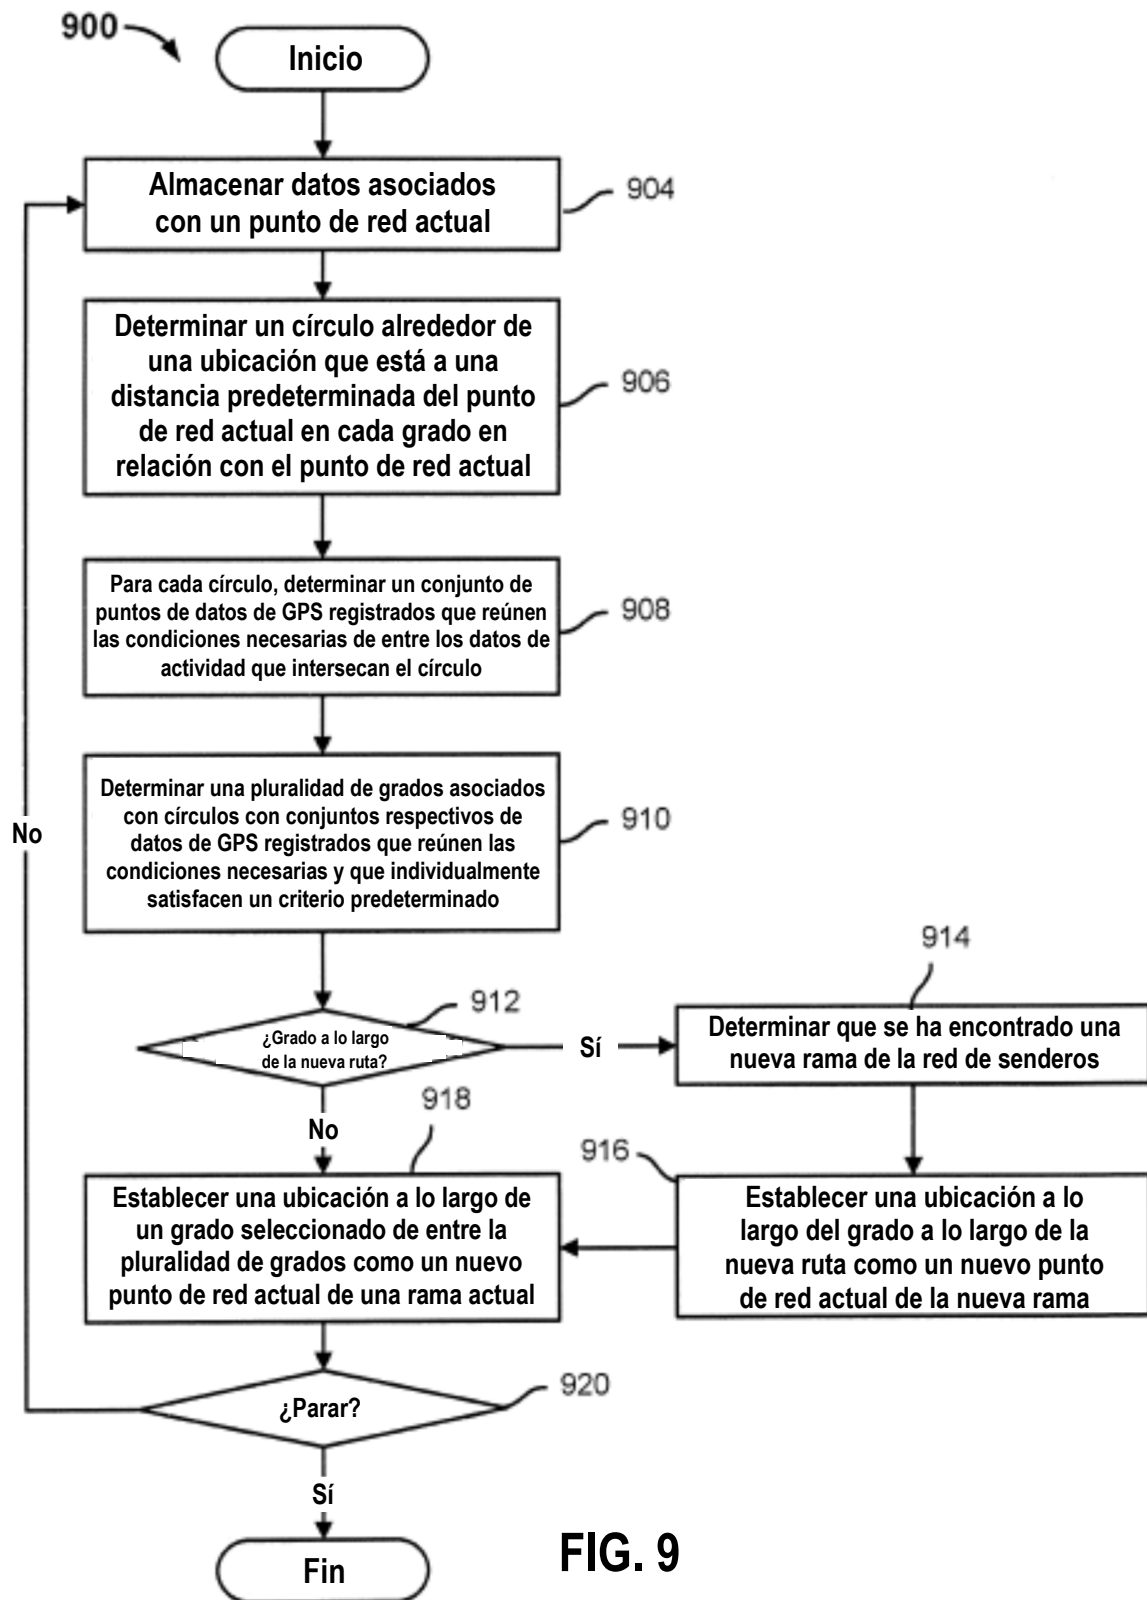 900
Inicio
Almacenar datos asociados
con un punto de red actual
904
Determinar un círculo alrededor de
una ubicación que está a una
distancia predeterminada del punto
de red actual en cada grado en
relación con el punto de red actual
906
Para cada círculo, determinar un conjunto de
puntos de datos de GPS registrados que reúnen
las condiciones necesarias de entre los datos de
actividad que intersecan el círculo
908
Determinar una pluralidad de grados asociados
con círculos con conjuntos respectivos de
datos de GPS registrados que reúnen las
condiciones necesarias y que individualmente
satisfacen un criterio predeterminado
910
No
¿Grado a lo largo
de la nueva ruta?
912
Sí
914
Determinar que se ha encontrado una
nueva rama de la red de senderos
No
918
916
Establecer una ubicación a lo largo de
un grado seleccionado de entre la
pluralidad de grados como un nuevo
punto de red actual de una rama actual
Establecer una ubicación a lo
largo del grado a lo largo de la
nueva ruta como un nuevo punto
de red actual de la nueva rama
¿Parar?
920
Sí
Fin
FIG. 9